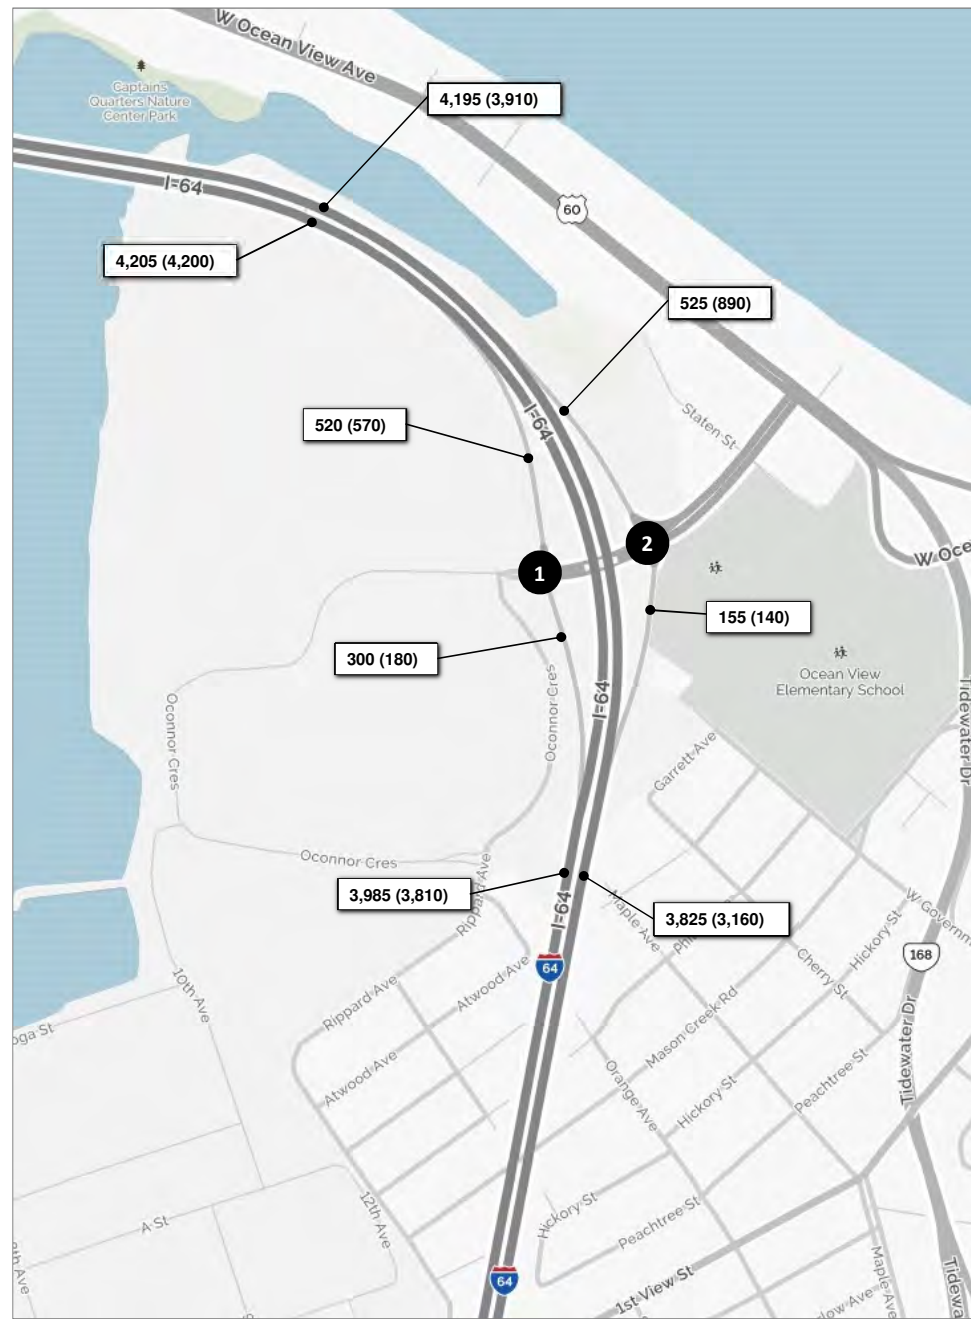 W Ocean View Ave
Captains
Quarters Nature
Center Park
4,195 (3,910)
I-64
60
4,205 (4,200)
525 (890)
I-64
Staten St
520 (570)
2
1
W Oce
155 (140)
300 (180)
Ocean View
Elementary School
I-64
Oconnor Cres
Oconnor Cres
Tidewater Dr
Garrett Ave
Oconnor Cres
Rippard Ave
3,985 (3,810)
3,825 (3,160)
I-64
Maple Ave
W Governm
Hickory St
Cherry St
168
64
10th Ave
Atwood Ave
Rippard Ave
Mason Creek Rd
Tidewater Dr
oga St
Atwood Ave
Orange Ave
Hickory St
Peachtree St
A St
12th Ave
Hickory St
Peachtree St
64
1st View St
Maple Ave
Tidewa